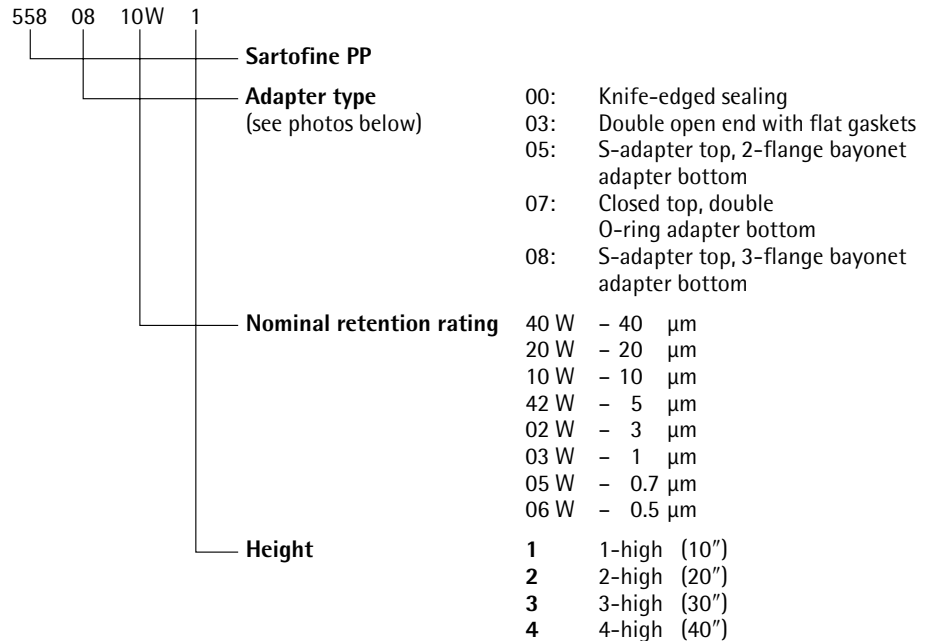 558 08 10W 1
Sartofine PP
Adapter type 00: Knife-edged sealing
(see photos below) 03: Double open end with flat gaskets
05: S-adapter top, 2-flange bayonet
adapter bottom
07: Closed top, double
O-ring adapter bottom
08: S-adapter top, 3-flange bayonet
adapter bottom
Nominal retention rating 40 W – 40 µm
20 W – 20 µm
10 W – 10 µm
42 W – 5 µm
02 W – 3 µm
03 W – 1 µm
05 W – 0.7 µm
06 W – 0.5 µm
Height 1 1-high (10″)
2 2-high (20″)
3 3-high (30″)
4 4-high (40″)